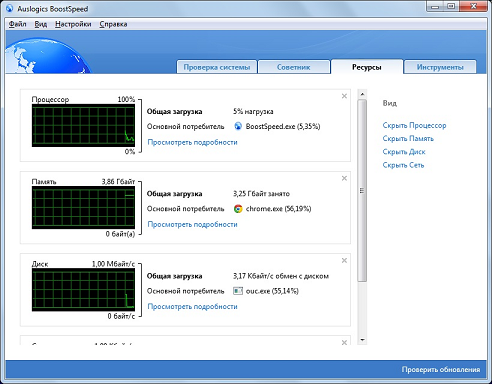 Auslogics BoostSpeed
Файл Вид Настройки Справка
Проверка системы Советник Ресурсы Инструменты
Процессор 100%
0%
Общая загрузка 5% нагрузка
Основной потребитель BoostSpeed.exe (5,35%)
Просмотреть подробности
Память 3,86 Гбайт
0 байт(а)
Общая загрузка 3,25 Гбайт занято
Основной потребитель chrome.exe (56,19%)
Просмотреть подробности
Диск 1,00 Мбайт/с
0 байт/с
Общая загрузка 3,17 Кбайт/с обмен с диском
Основной потребитель ouc.exe (55,14%)
Просмотреть подробности
Вид
Скрыть Процессор
Скрыть Память
Скрыть Диск
Скрыть Сеть
Проверить обновления